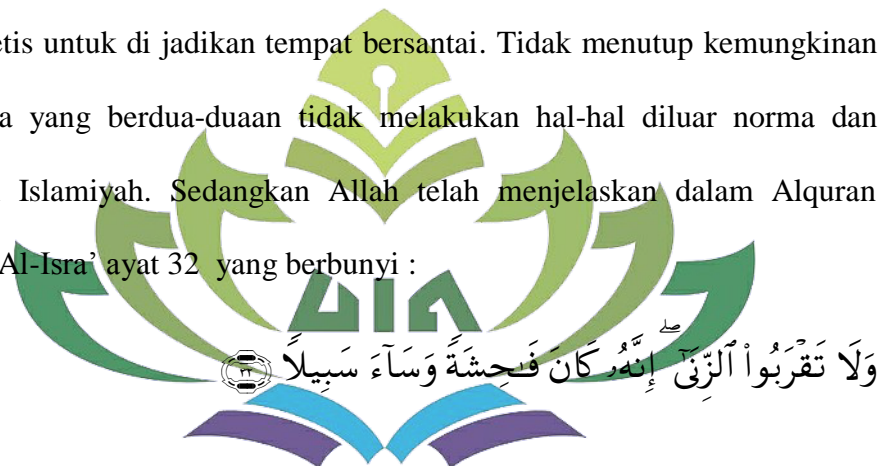 etis untuk di jadikan tempat bersantai. Tidak menutup kemungkinan
a yang berdua-duaan tidak melakukan hal-hal diluar norma dan
Islamiyah. Sedangkan Allah telah menjelaskan dalam Alquran
Al-Isra’ ayat 32 yang berbunyi :
UIN
وَلَا تَقْرَبُوا۟ ٱلزِّنَىٰٓ ۖ إِنَّهُۥ كَانَ فَـٰحِشَةً وَسَآءَ سَبِيلًا ٣٢